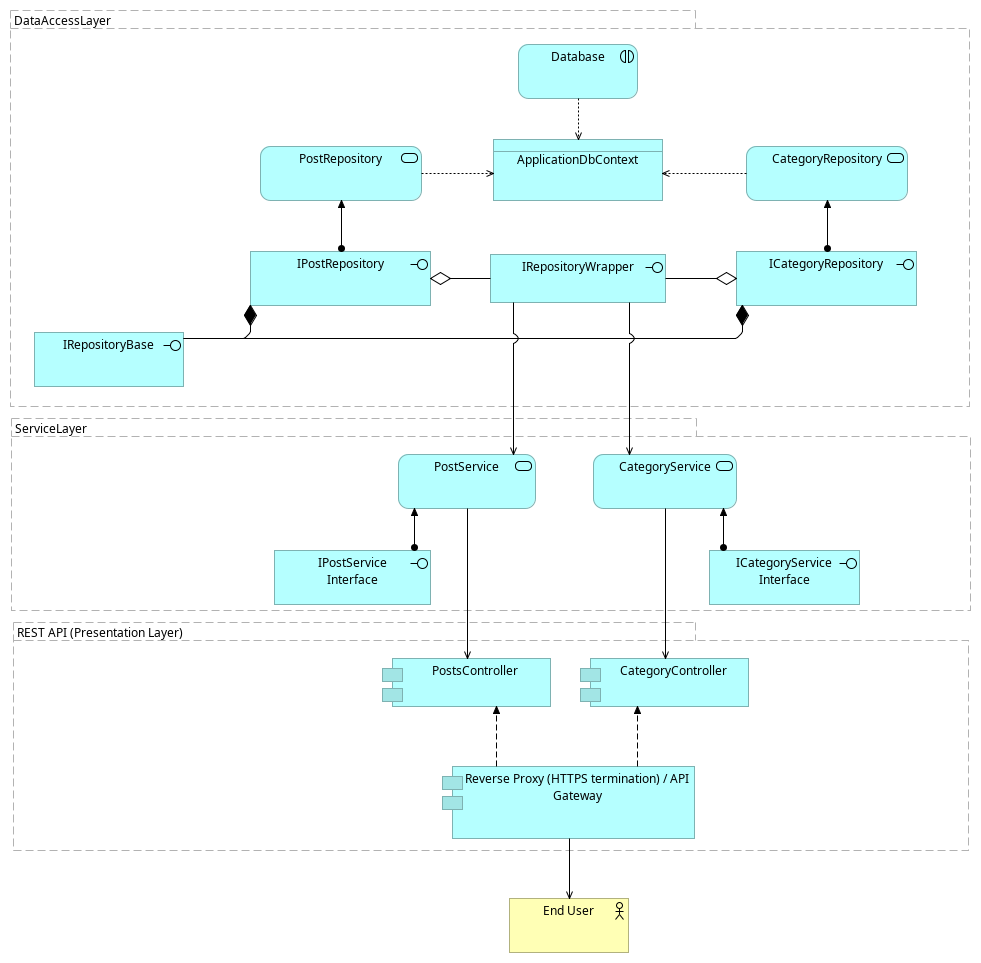 DataAccessLayer
Database
PostRepository
ApplicationDbContext
CategoryRepository
IPostRepository
IRepositoryWrapper
ICategoryRepository
IRepositoryBase
ServiceLayer
PostService
CategoryService
IPostService
Interface
ICategoryService
Interface
REST API (Presentation Layer)
PostsController
CategoryController
Reverse Proxy (HTTPS termination) / API
Gateway
End User